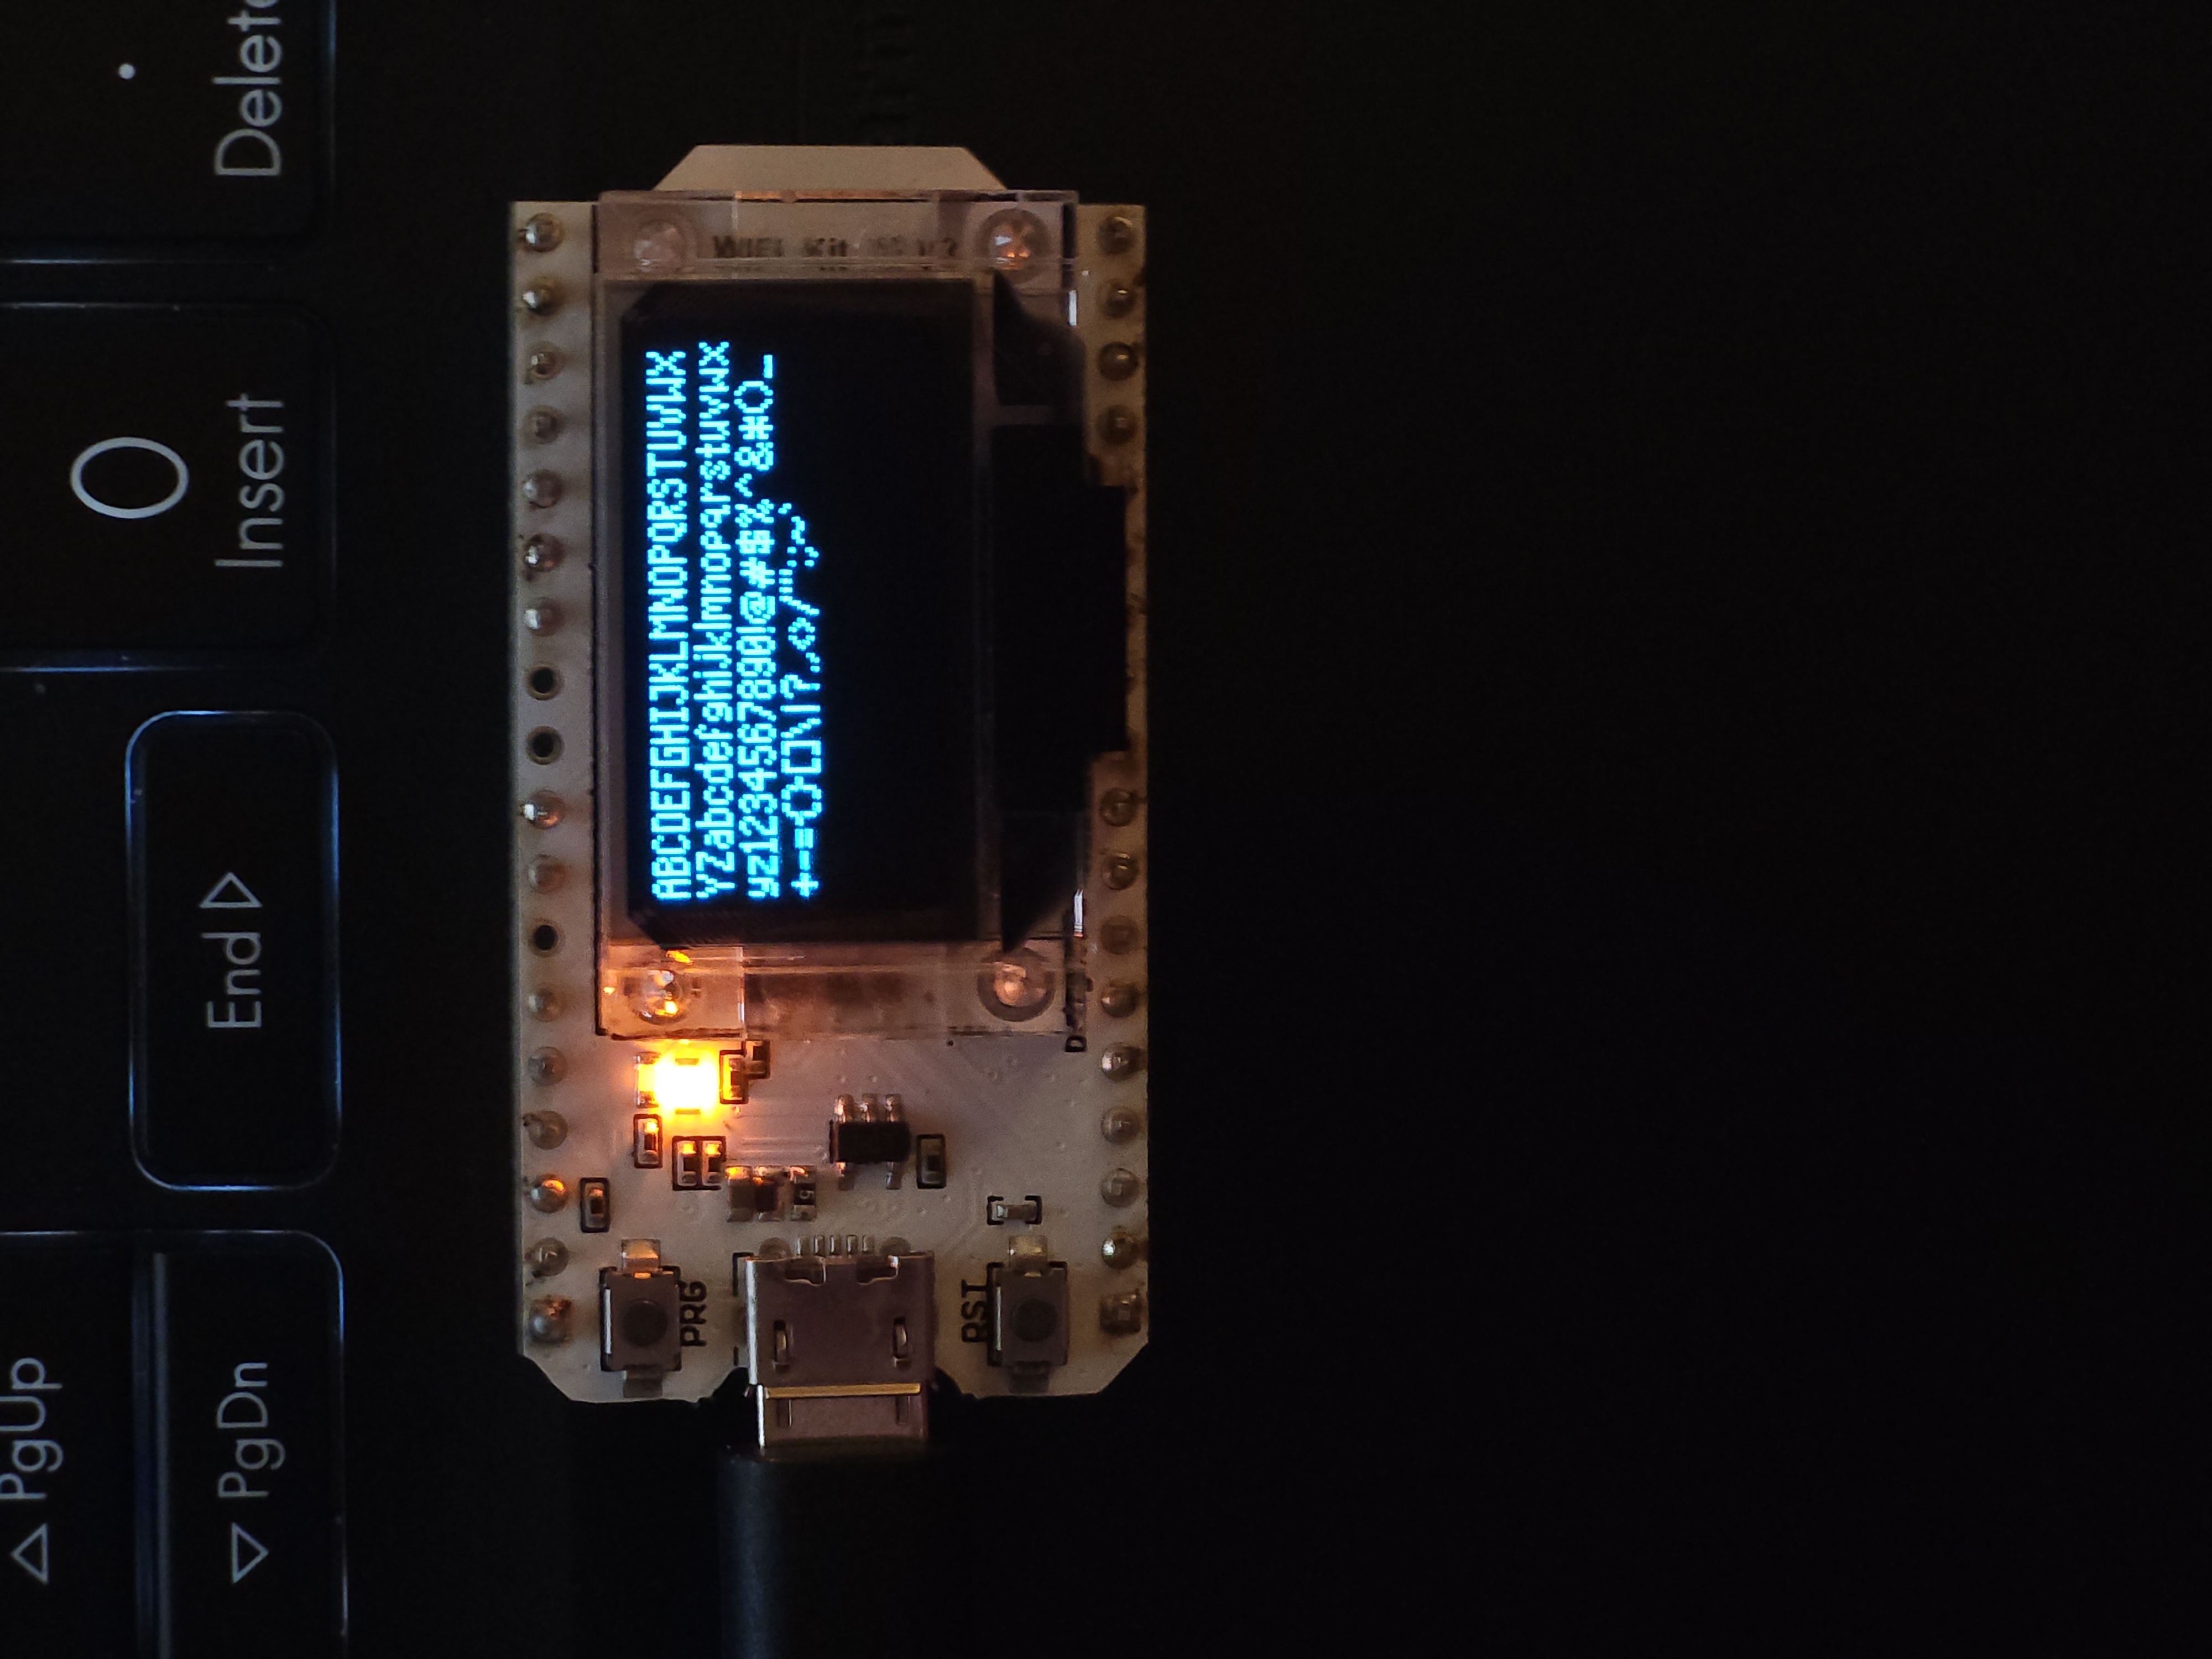 PgUp
0
PgDn
End
Insert
Delete
PRG
ABCDEFGHIJKLMNOPQRSTUVWX
YZabcdefghijklmnopqrstuvwx
yz1234567890!@#$%^&*()_
+-={}[]\|?.,<>/"':;~`
RST